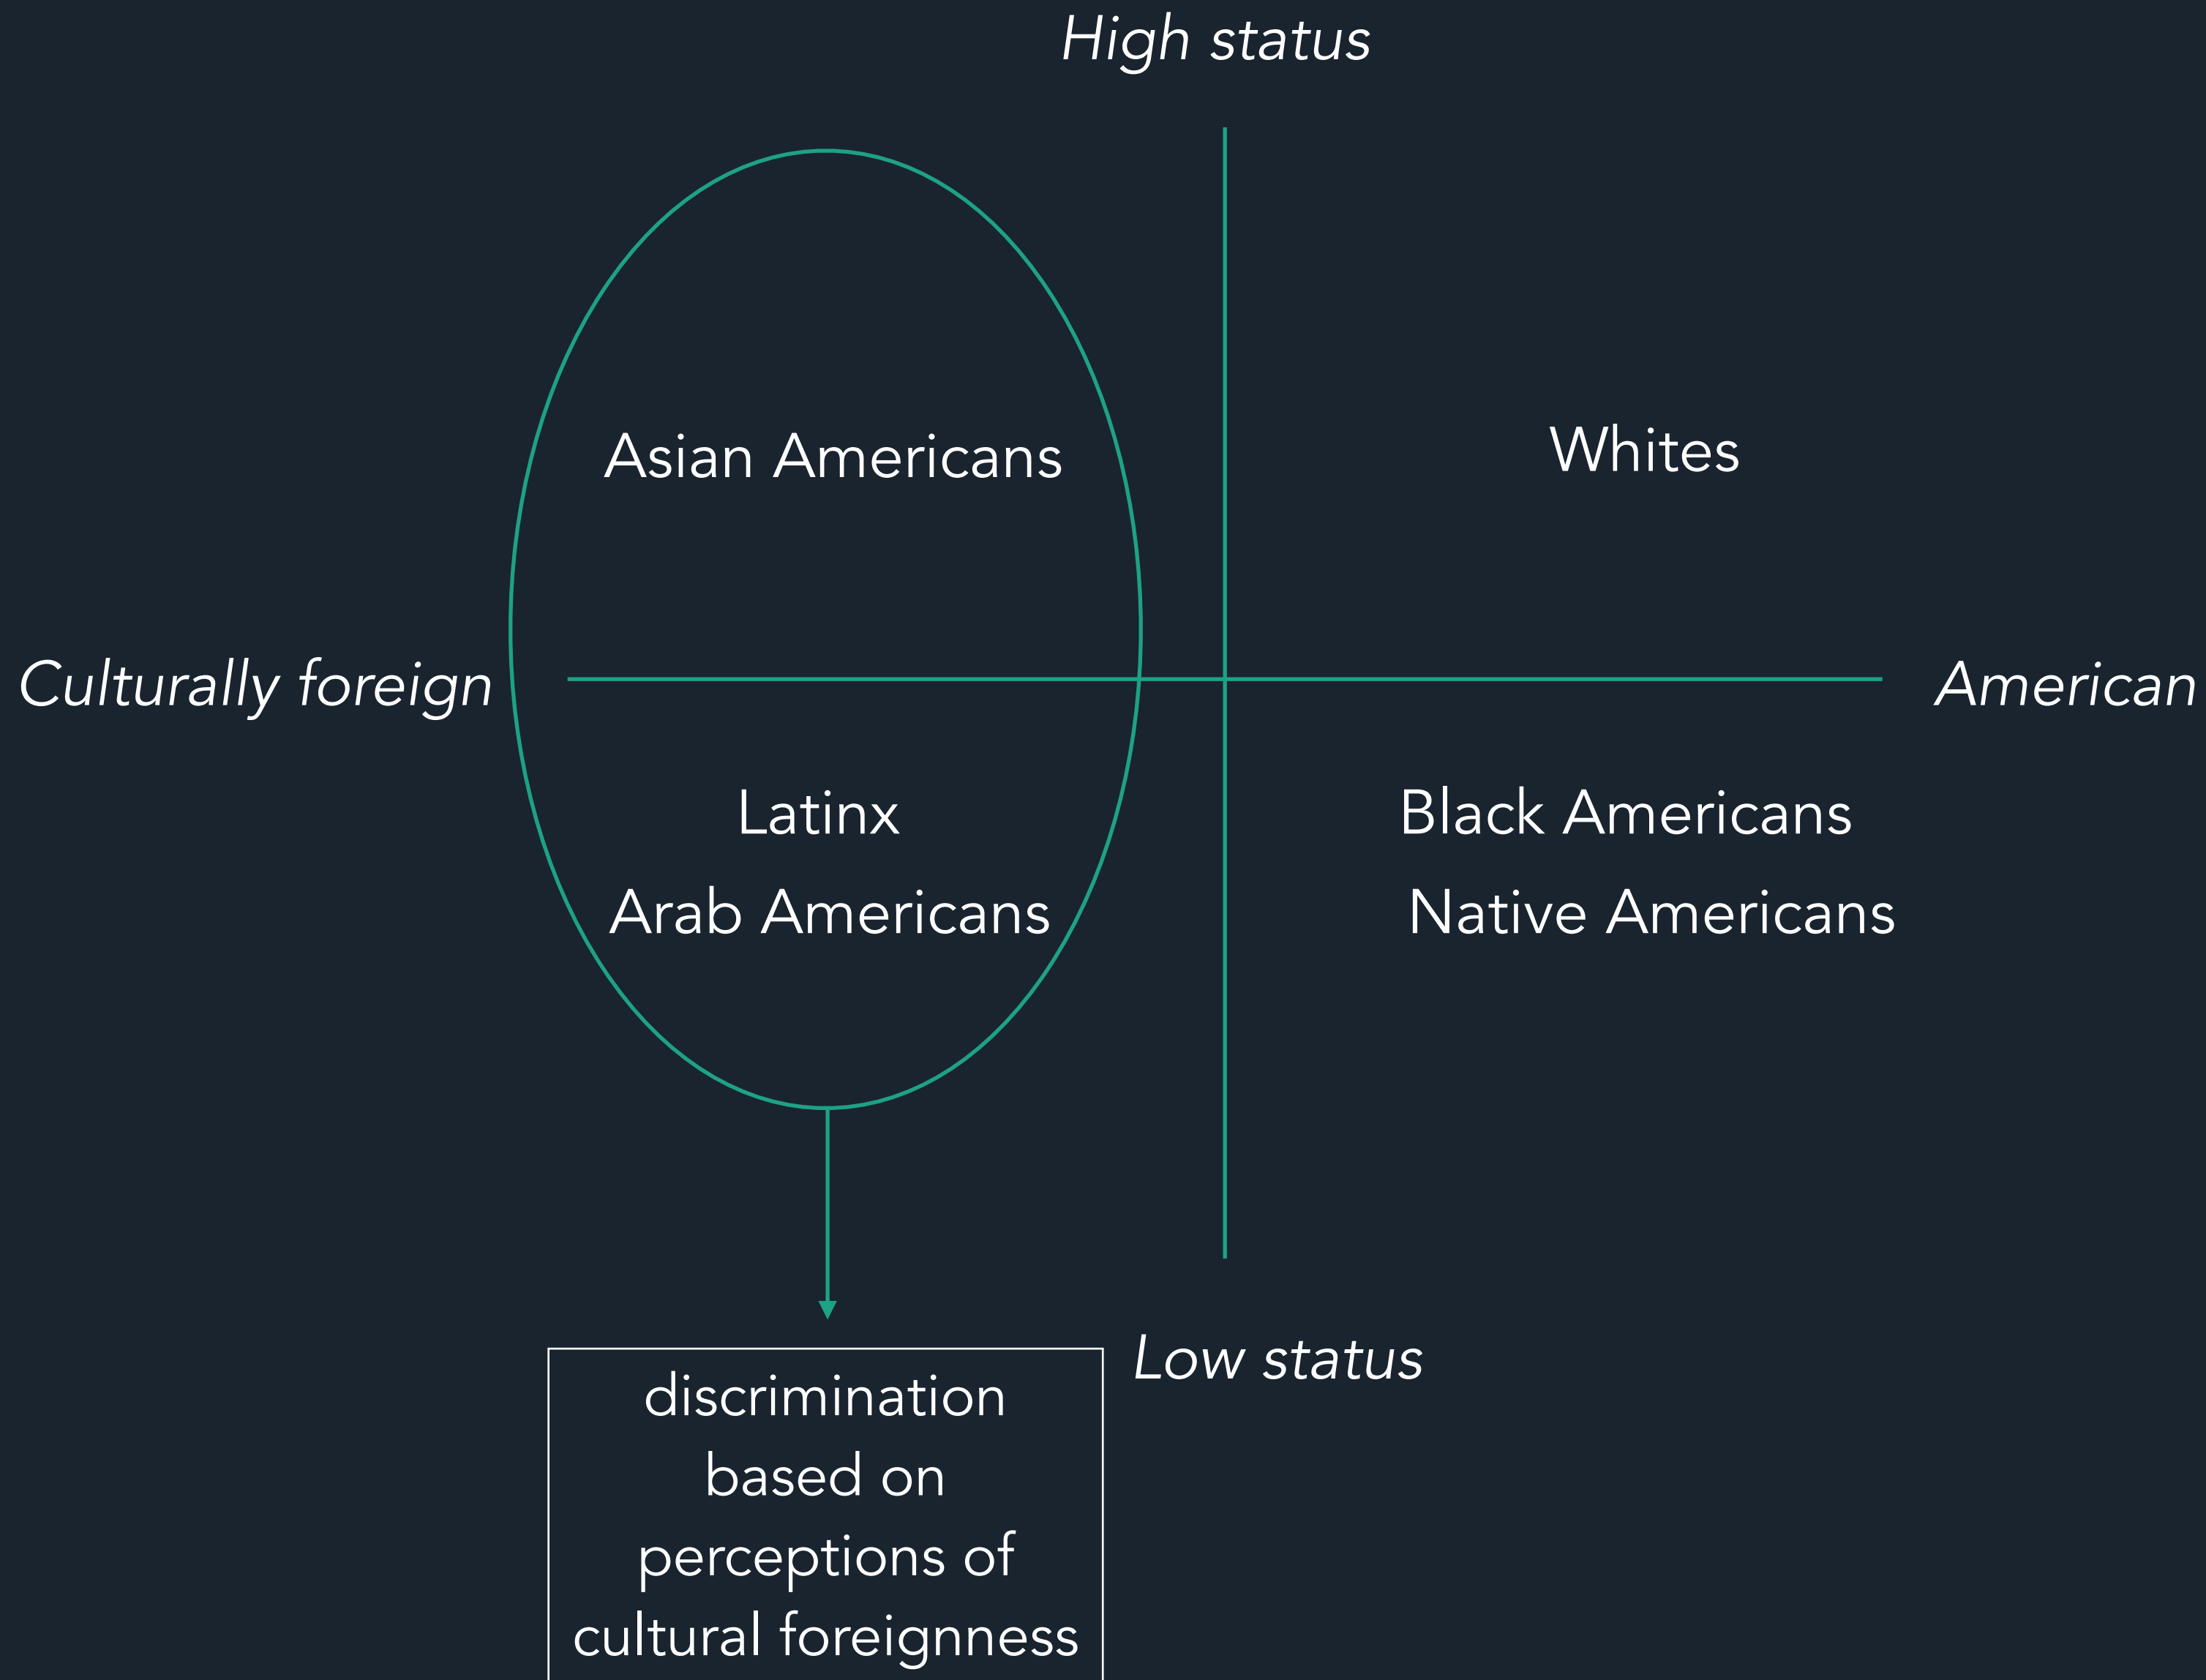 High status
Asian Americans
Whites
Culturally foreign
American
Latinx
Black Americans
Arab Americans
Native Americans
Low status
discrimination
based on
perceptions of
cultural foreignness